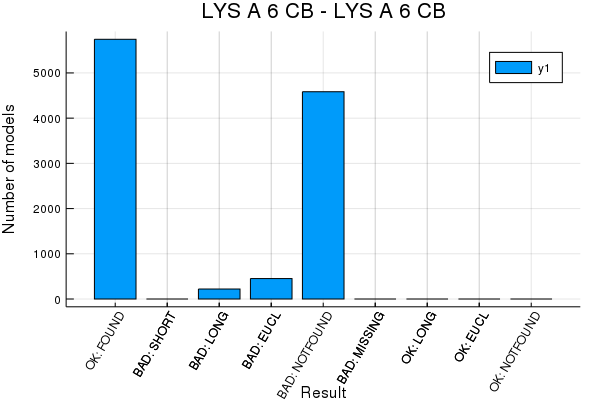 LYS A 6 CB - LYS A 6 CB
Number of models
5000
4000
3000
2000
1000
0
y1
OK: FOUND
BAD: SHORT
BAD: LONG
BAD: EUCL
BAD: NOTFOUND
BAD: MISSING
OK: LONG
OK: EUCL
OK: NOTFOUND
Result